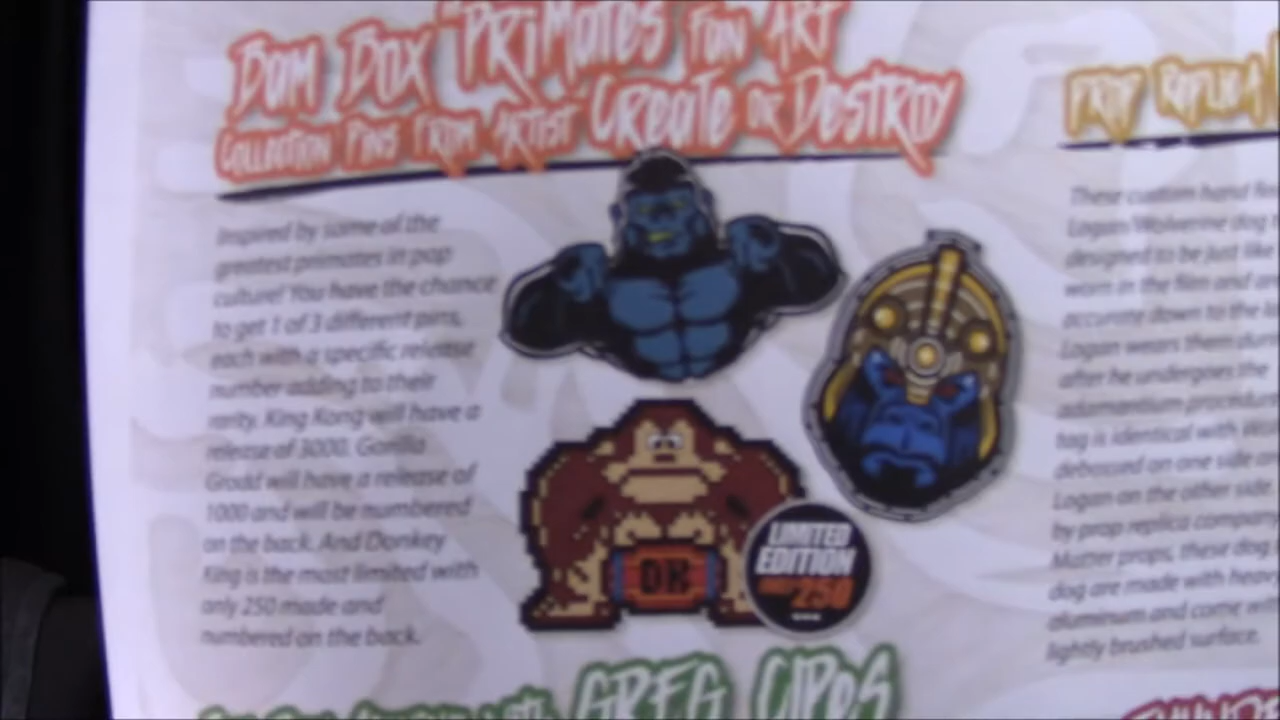 Bam Box "Primates" Fun Art
Collection Pins From Artist Create or Destroy
Inspired by some of the
greatest primates in pop
culture! You have the chance
to get 1 of 3 different pins,
each with a specific release
number adding to their
rarity. King Kong will have a
release of 3000. Gorilla
Grodd will have a release of
1000 and will be numbered
on the back. And Donkey
King is the most limited with
only 250 made and
numbered on the back.
DK
LIMITED
EDITION
250
GREG CIPES
PROP REPLICA
These custom hand
Logan/Wolverine dog
designed to be just like
worn in the film and
accurate down to the
Logan wears them
after he undergoes the
adamantium procedure
tag is identical with
debossed on one side
Logan on the other side.
by prop replica company
Matter props, these dog
dog are made with heavy
aluminum and come with
lightly brushed surface.